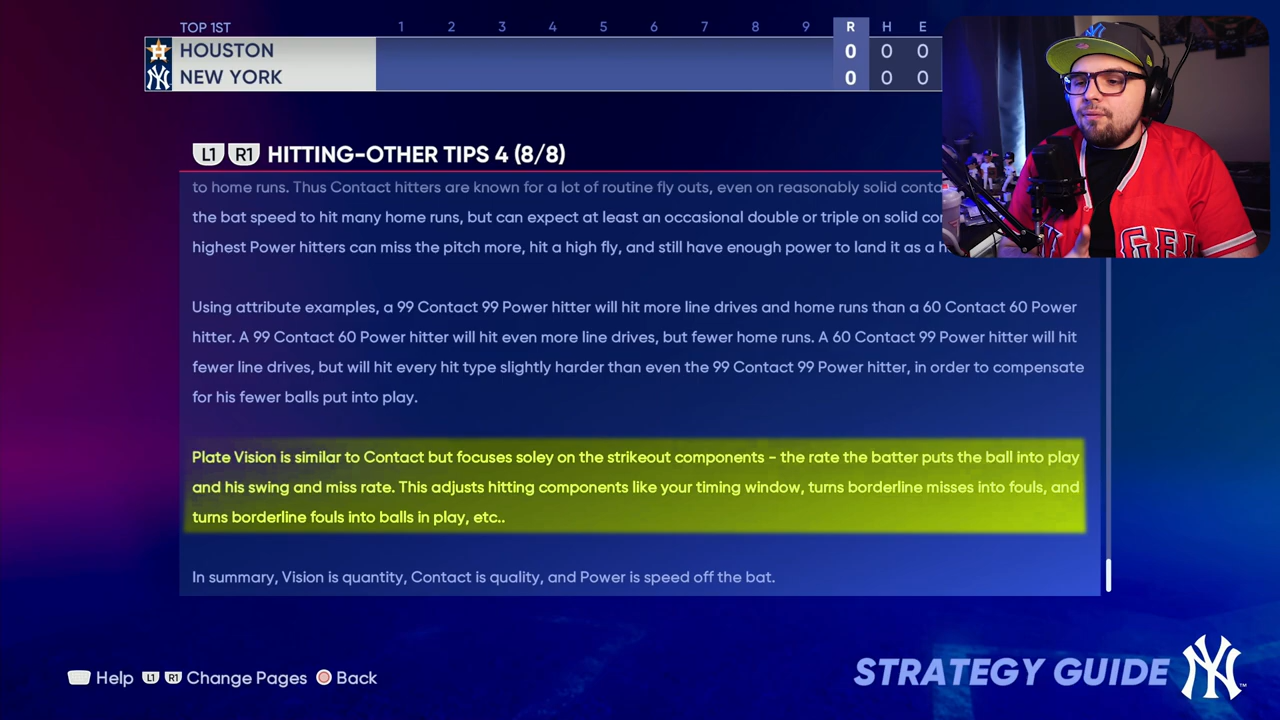 TOP 1ST 1 2 3 4 5 6 7 8 9 R H E
HOUSTON 0 0 0
NEW YORK 0 0 0
L1 R1 HITTING-OTHER TIPS 4 (8/8)
to home runs. Thus Contact hitters are known for a lot of routine fly outs, even on reasonably solid
the bat speed to hit many home runs, but can expect at least an occasional double or triple on solid
highest Power hitters can miss the pitch more, hit a high fly, and still have enough power to land it as a
Using attribute examples, a 99 Contact 99 Power hitter will hit more line drives and home runs than a 60 Contact 60 Power
hitter. A 99 Contact 60 Power hitter will hit even more line drives, but fewer home runs. A 60 Contact 99 Power hitter will hit
fewer line drives, but will hit every hit type slightly harder than even the 99 Contact 99 Power hitter, in order to compensate
for his fewer balls put into play.
Plate Vision is similar to Contact but focuses soley on the strikeout components - the rate the batter puts the ball into play
and his swing and miss rate. This adjusts hitting components like your timing window, turns borderline misses into fouls, and
turns borderline fouls into balls in play, etc..
In summary, Vision is quantity, Contact is quality, and Power is speed off the bat.
Help L1 R1 Change Pages Back
STRATEGY GUIDE NY